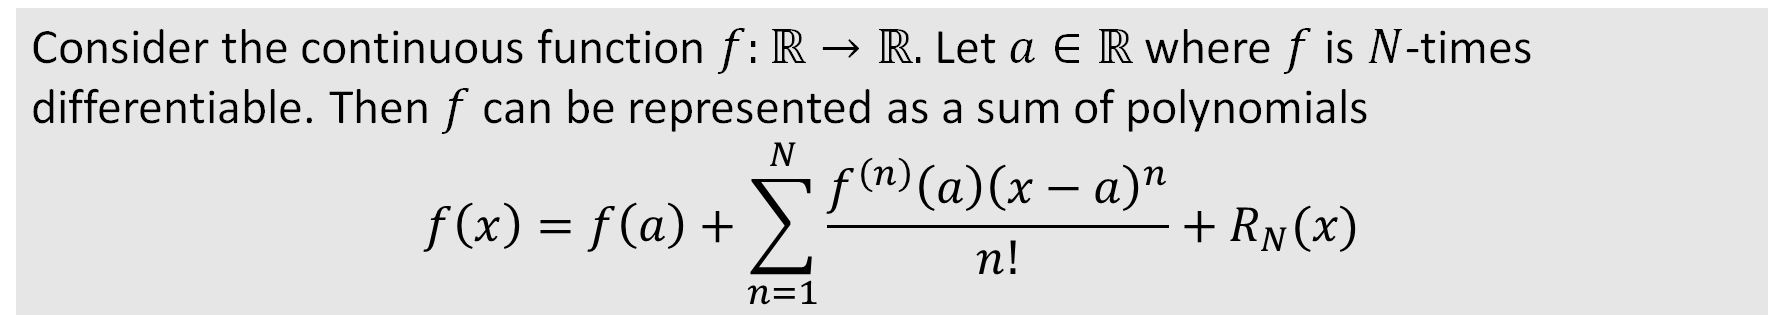 Consider the continuous function f: ℝ → ℝ. Let a ∈ ℝ where f is N-times
differentiable. Then f can be represented as a sum of polynomials
f(x) = f(a) + ∑_{n=1}^{N} \frac{f^{(n)}(a)(x − a)^n}{n!} + R_N(x)